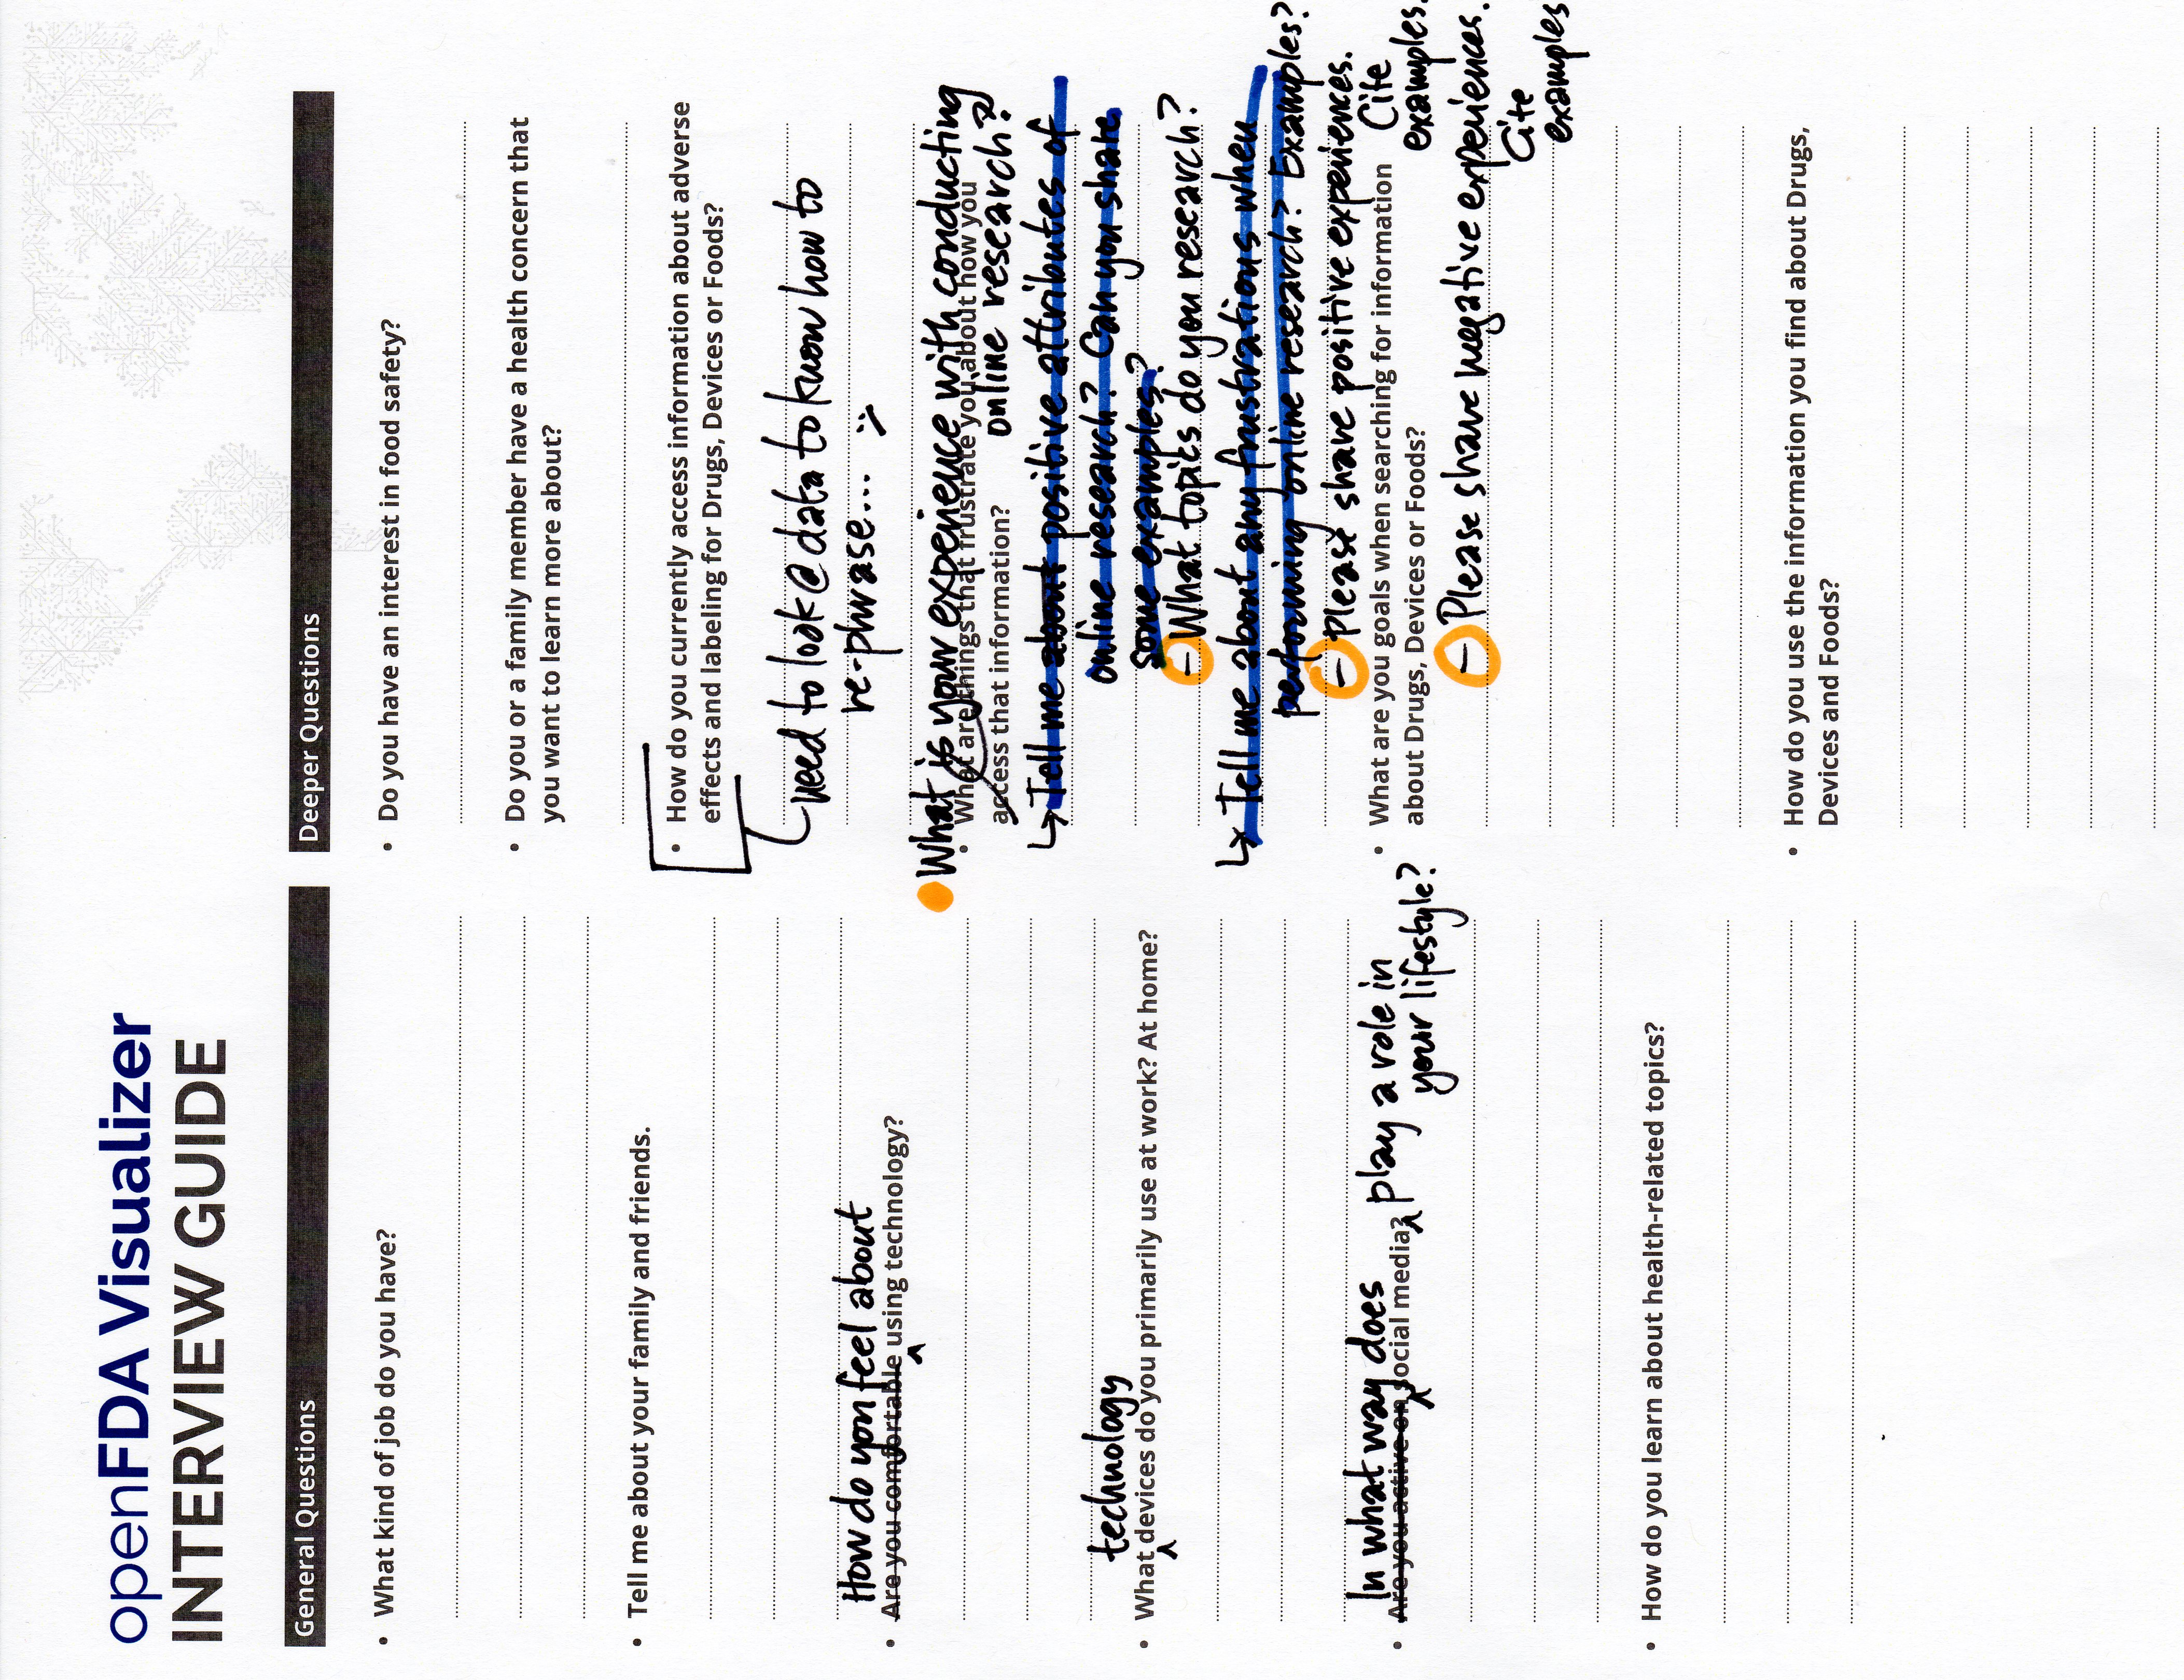 openFDA Visualizer
INTERVIEW GUIDE
General Questions
• What kind of job do you have?
• Tell me about your family and friends.
How do you feel about
• Are you comfortable using technology?
^
technology
• What devices do you primarily use at work? At home?
^
In what way does
• Are you active on social media? play a role in
^ ^
your lifestyle?
• How do you learn about health-related topics?
Deeper Questions
• Do you have an interest in food safety?
• Do you or a family member have a health concern that
you want to learn more about?
• How do you currently access information about adverse
effects and labeling for Drugs, Devices or Foods?
need to look @ data to know how to
re-phrase...
What is your experience with conducting
online research?
• What are things that frustrate you about how you
access that information?
↳ Tell me about positive attributes of
online research? Can you share
some examples?
- What topics do you research?
↳ Tell me about any frustrations when
performing online research? Examples?
- Please share positive experiences.
Cite
examples.
• What are you goals when searching for information
about Drugs, Devices or Foods?
- Please share negative experiences.
Cite
examples
• How do you use the information you find about Drugs,
Devices and Foods?